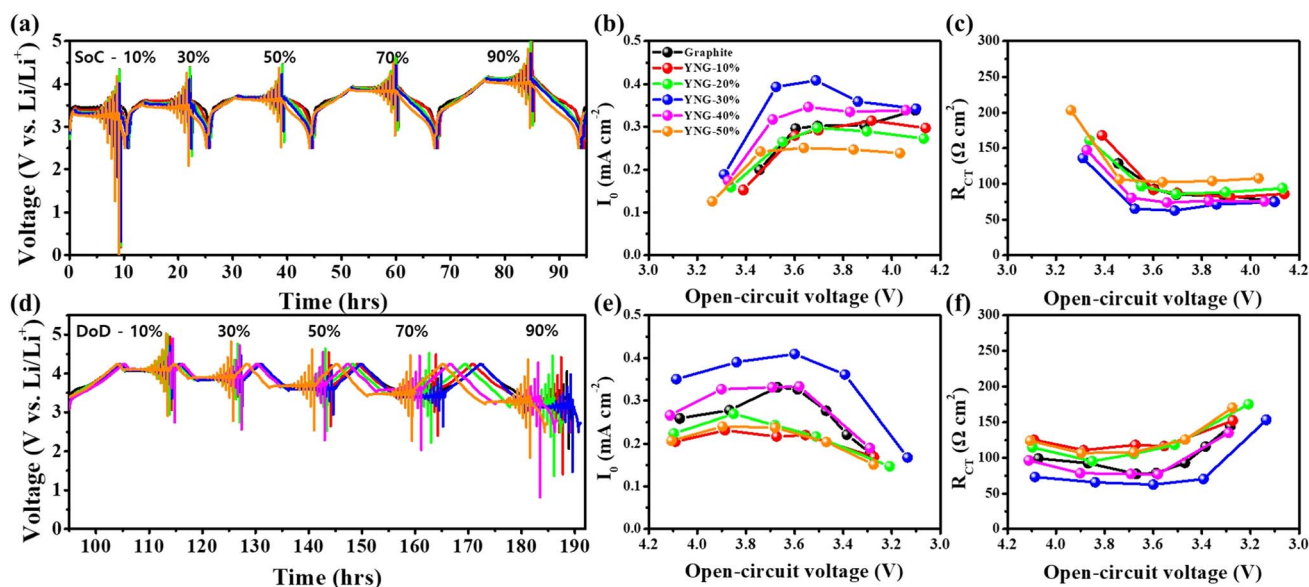 (a)
SoC - 10% 30% 50% 70% 90%
5
4
3
2
1
0
Voltage (V vs. Li/Li+)
0 10 20 30 40 50 60 70 80 90
Time (hrs)
(b)
Graphite
YNG-10%
YNG-20%
YNG-30%
YNG-40%
YNG-50%
0.5
0.4
0.3
0.2
0.1
0.0
I0 (mA cm-2)
3.0 3.2 3.4 3.6 3.8 4.0 4.2
Open-circuit voltage (V)
(c)
300
250
200
150
100
50
0
RCT (Ω cm2)
3.0 3.2 3.4 3.6 3.8 4.0 4.2
Open-circuit voltage (V)
(d)
DoD - 10% 30% 50% 70% 90%
5
4
3
2
1
0
Voltage (V vs. Li/Li+)
100 110 120 130 140 150 160 170 180 190
Time (hrs)
(e)
0.5
0.4
0.3
0.2
0.1
0.0
I0 (mA cm-2)
4.2 4.0 3.8 3.6 3.4 3.2 3.0
Open-circuit voltage (V)
(f)
300
250
200
150
100
50
0
RCT (Ω cm2)
4.2 4.0 3.8 3.6 3.4 3.2 3.0
Open-circuit voltage (V)